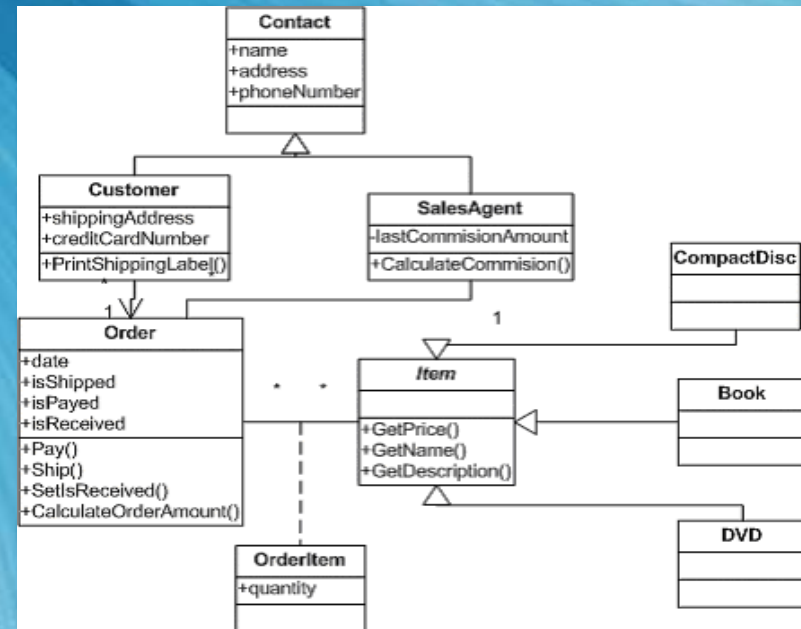 Contact
+name
+address
+phoneNumber
Customer
+shippingAddress
+creditCardNumber
+PrintShippingLabel()
SalesAgent
-lastCommisionAmount
+CalculateCommision()
CompactDisc
1
1
Order
+date
+isShipped
+isPayed
+isReceived
+Pay()
+Ship()
+SetIsReceived()
+CalculateOrderAmount()
* *
Item
+GetPrice()
+GetName()
+GetDescription()
Book
DVD
OrderItem
+quantity